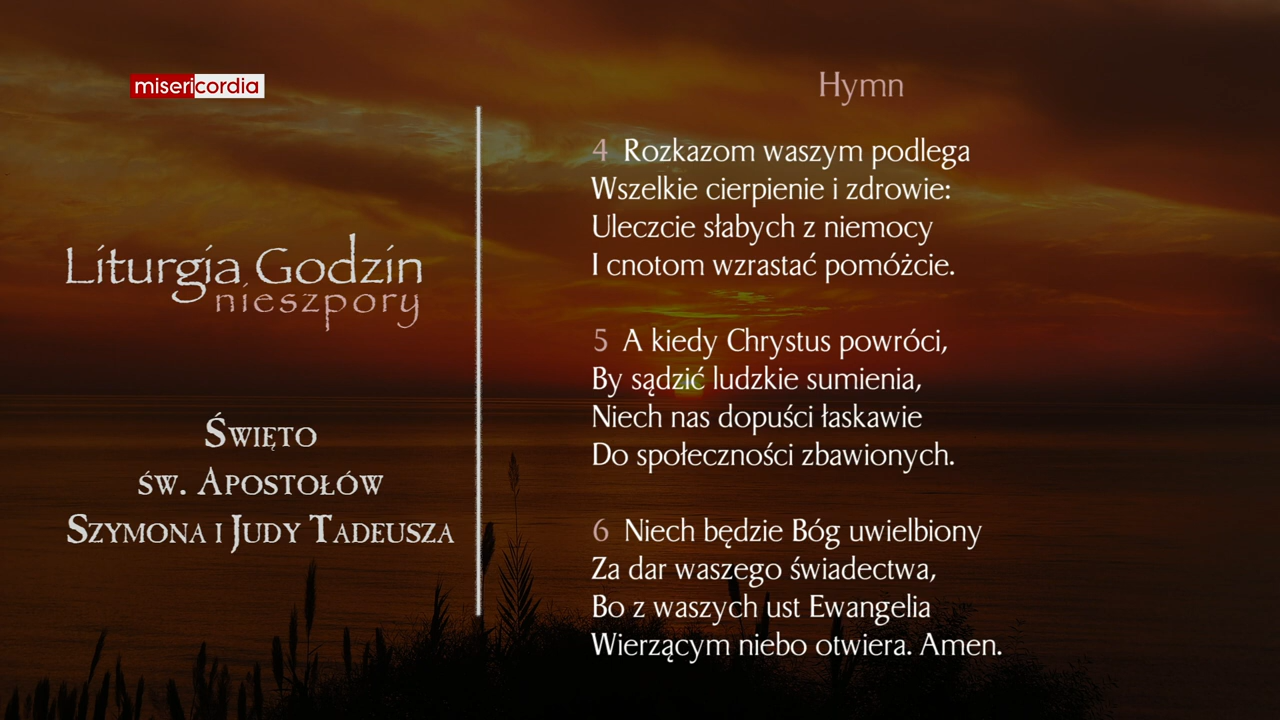 misericordia
Liturgia Godzin
nieszpory
Święto
św. Apostołów
Szymona i Judy Tadeusza
Hymn
4 Rozkazom waszym podlega
Wszelkie cierpienie i zdrowie:
Uleczcie słabych z niemocy
I cnotom wzrastać pomóżcie.
5 A kiedy Chrystus powróci,
By sądzić ludzkie sumienia,
Niech nas dopuści łaskawie
Do społeczności zbawionych.
6 Niech będzie Bóg uwielbiony
Za dar waszego świadectwa,
Bo z waszych ust Ewangelia
Wierzącym niebo otwiera. Amen.